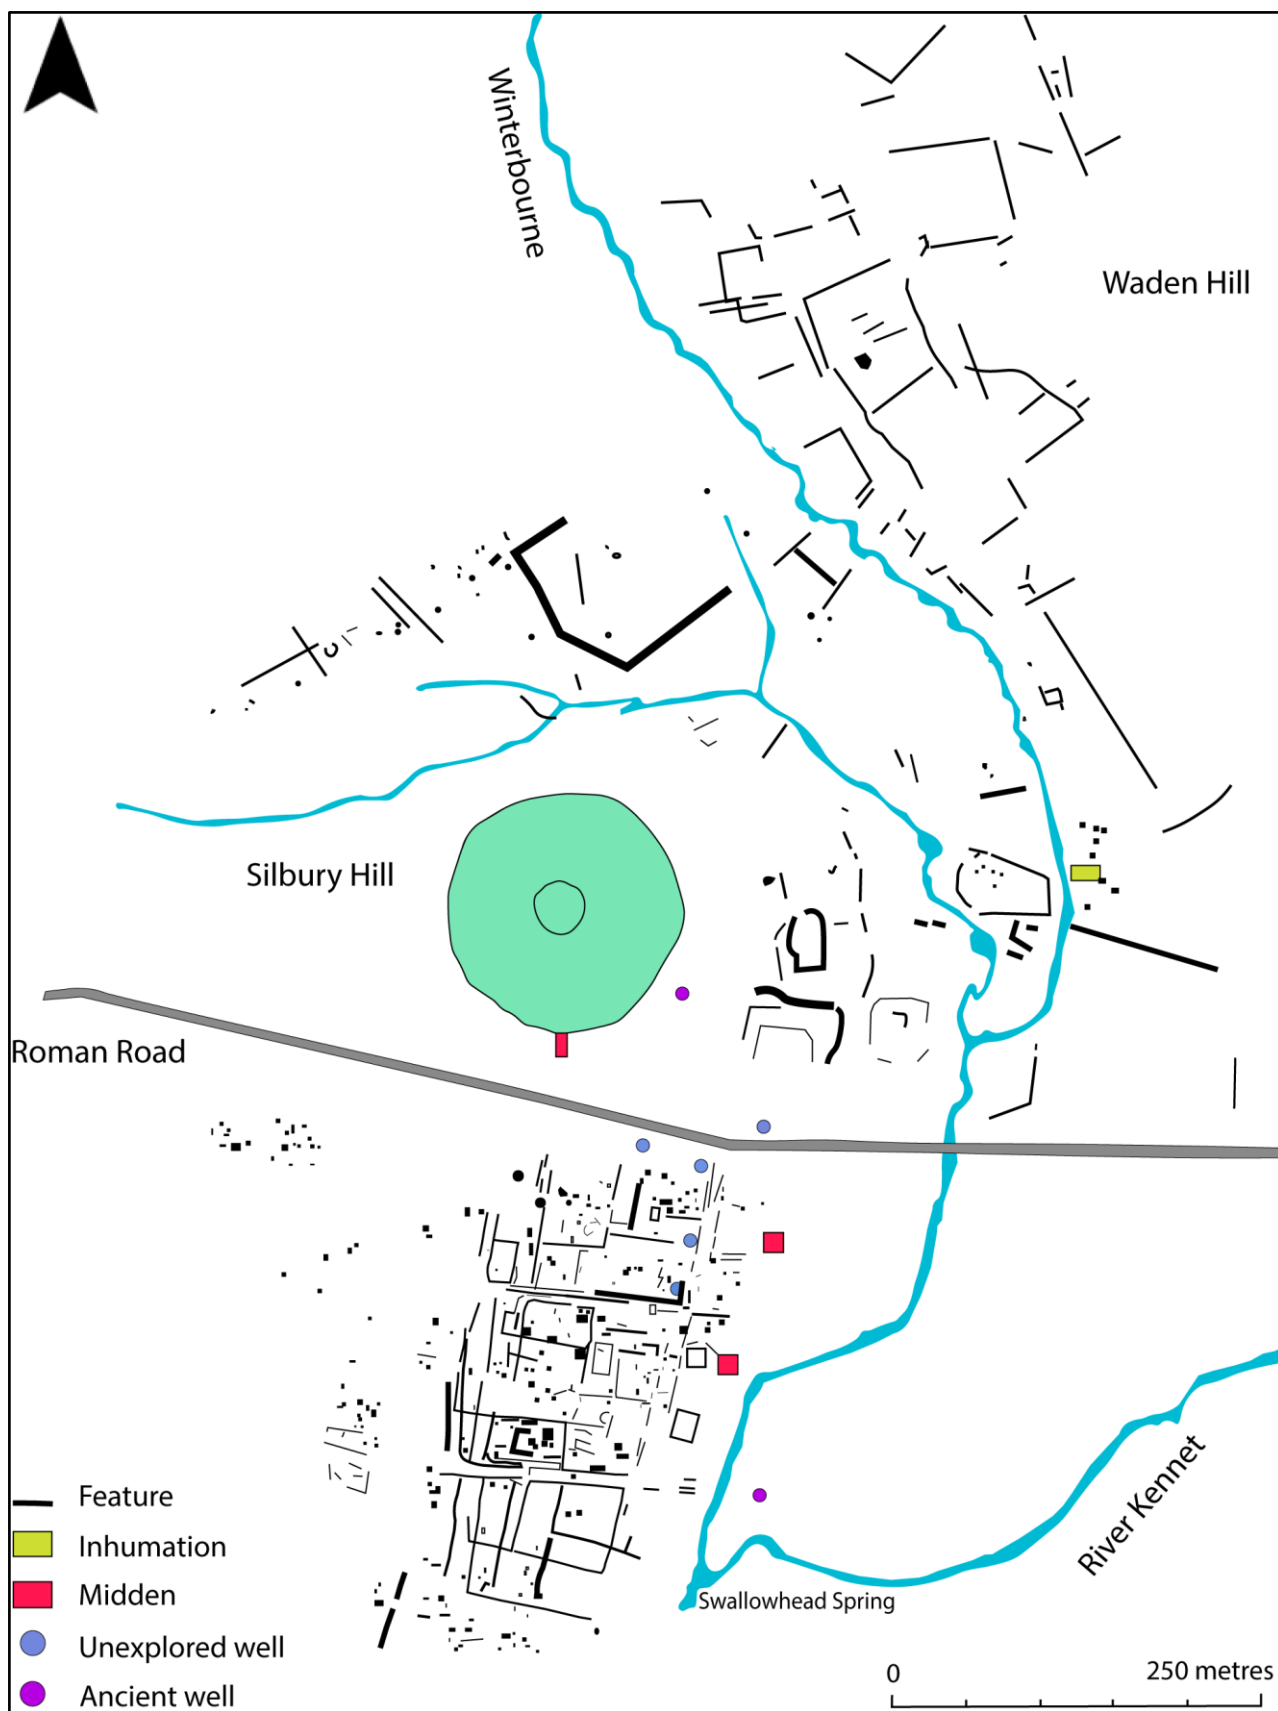 Winterbourne
Waden Hill
Silbury Hill
Roman Road
River Kennet
Swallowhead Spring
Feature
Inhumation
Midden
Unexplored well
Ancient well
0 250 metres